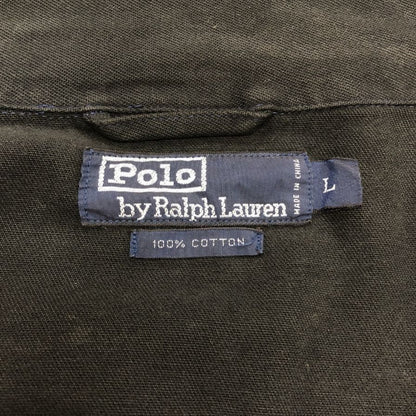 Polo
by Ralph Lauren
MADE IN CHINA
L
100% COTTON